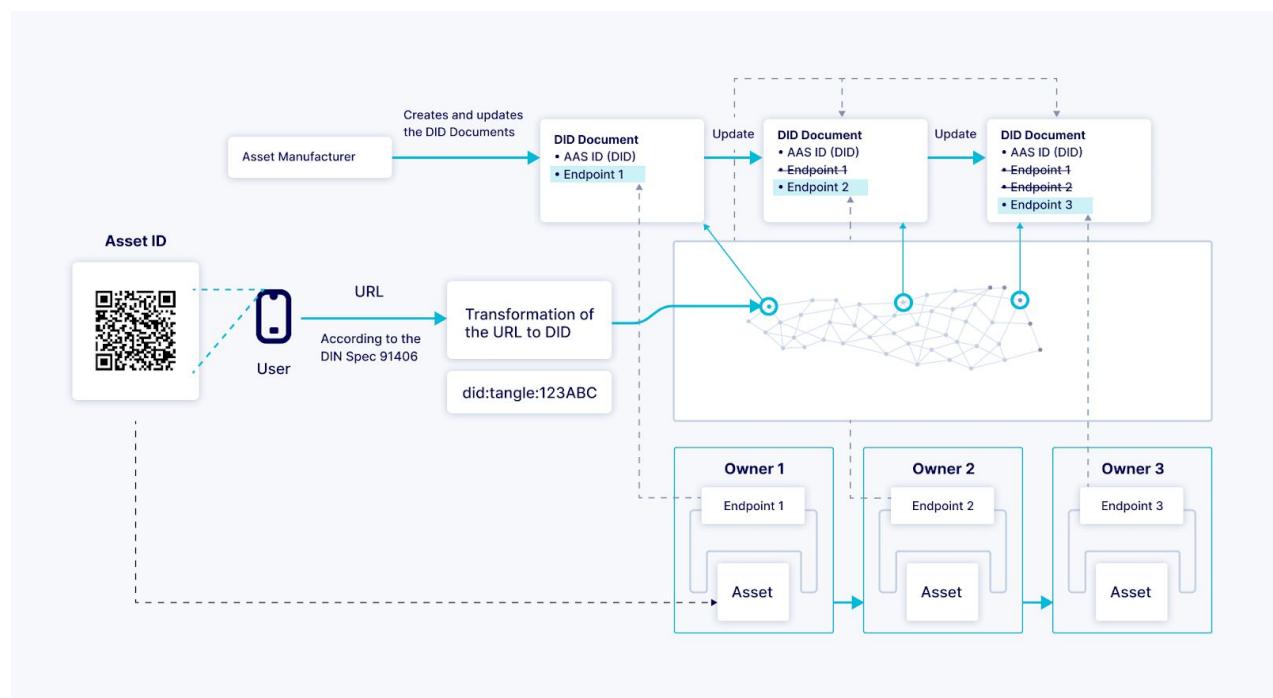 Creates and updates
the DID Documents
Asset Manufacturer
DID Document
• AAS ID (DID)
• Endpoint 1
Update
DID Document
• AAS ID (DID)
• Endpoint 1
• Endpoint 2
Update
DID Document
• AAS ID (DID)
• Endpoint 1
• Endpoint 2
• Endpoint 3
Asset ID
User
URL
According to the
DIN Spec 91406
Transformation of
the URL to DID
did:tangle:123ABC
Owner 1
Endpoint 1
Asset
Owner 2
Endpoint 2
Asset
Owner 3
Endpoint 3
Asset